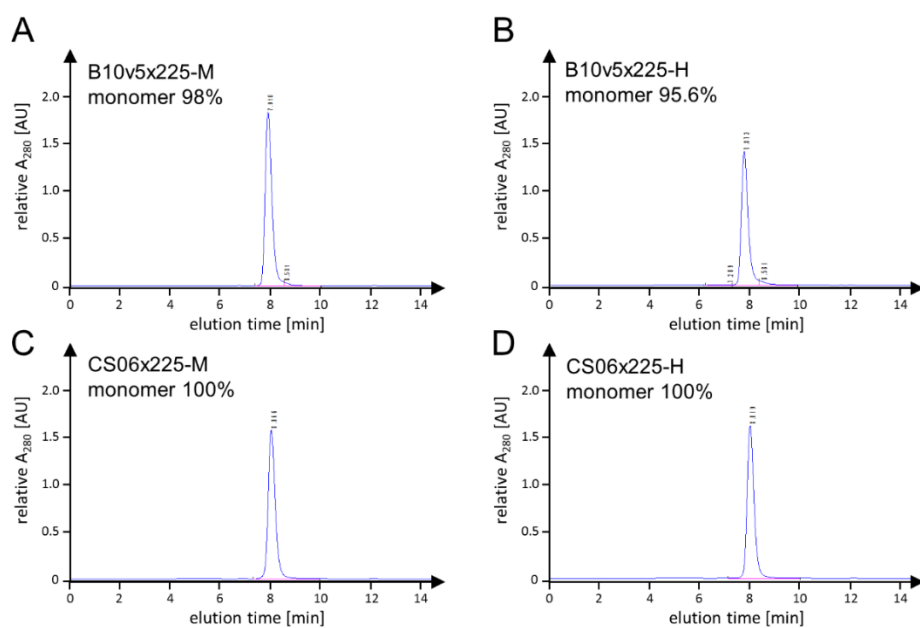 A
B10v5x225-M
monomer 98%
relative A280 [AU]
2.0
1.5
1.0
0.5
0
0 2 4 6 8 10 12 14
elution time [min]
B
B10v5x225-H
monomer 95.6%
relative A280 [AU]
2.0
1.5
1.0
0.5
0
0 2 4 6 8 10 12 14
elution time [min]
C
CS06x225-M
monomer 100%
relative A280 [AU]
2.0
1.5
1.0
0.5
0
0 2 4 6 8 10 12 14
elution time [min]
D
CS06x225-H
monomer 100%
relative A280 [AU]
2.0
1.5
1.0
0.5
0
0 2 4 6 8 10 12 14
elution time [min]